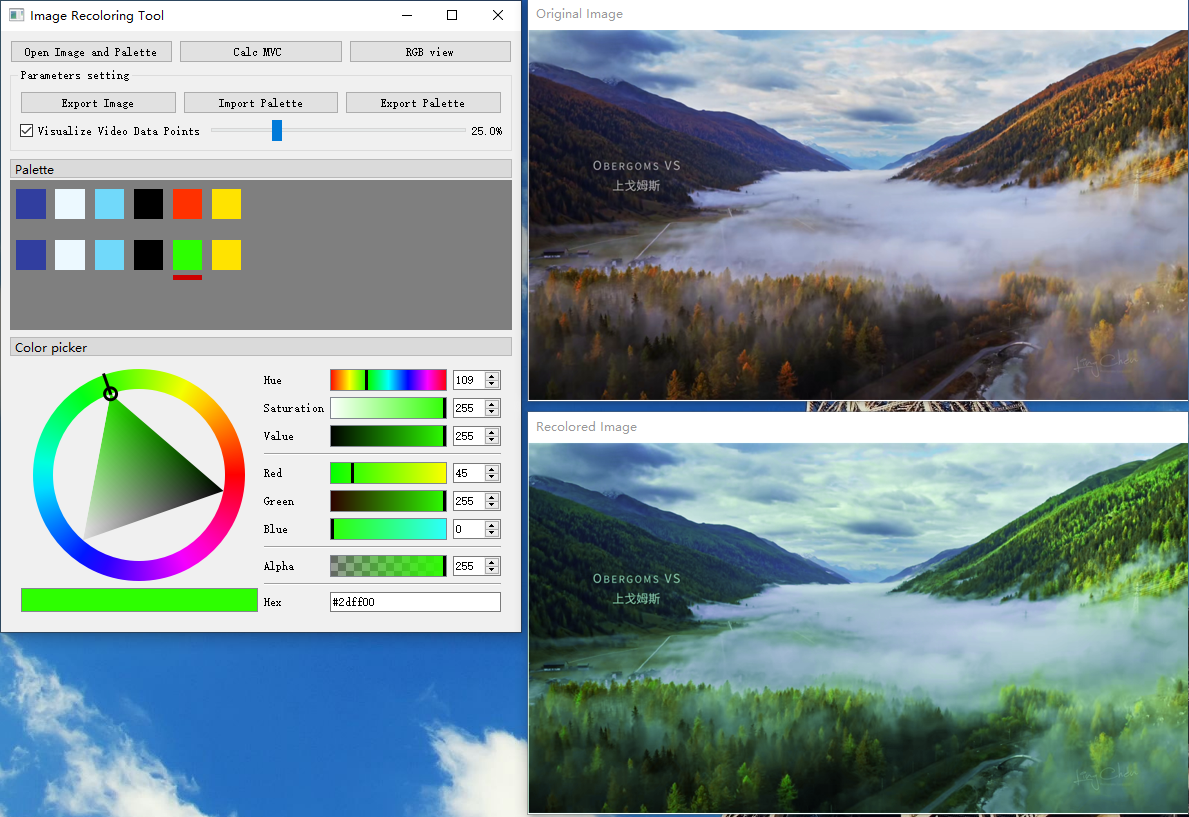 Image Recoloring Tool
Open Image and Palette
Calc MVC
RGB view
Parameters setting
Export Image
Import Palette
Export Palette
Visualize Video Data Points
25.0%
Palette
Color picker
Hue
109
Saturation
255
Value
255
Red
45
Green
255
Blue
0
Alpha
255
Hex
#2dff00
Original Image
OBERGOMS VS
上戈姆斯
Recolored Image
OBERGOMS VS
上戈姆斯